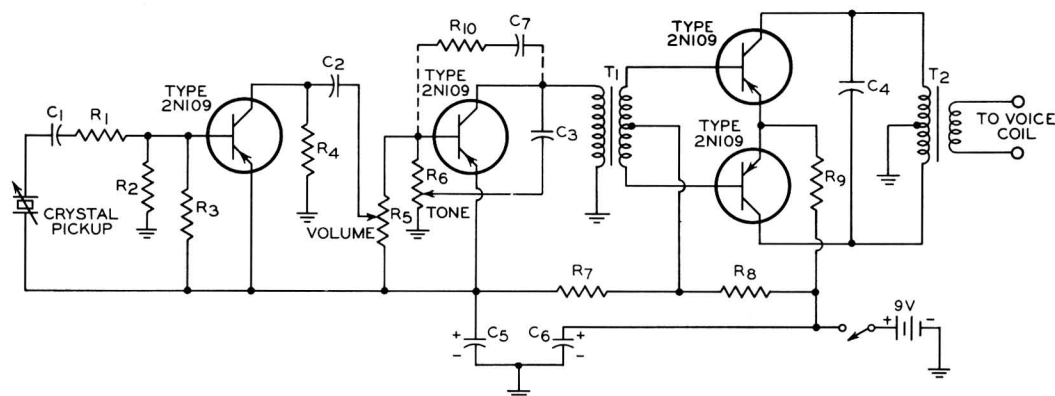 C1
R1
TYPE
2N109
C2
R10
C7
TYPE
2N109
T1
TYPE
2N109
TYPE
2N109
C4
T2
TO VOICE
COIL
R2
R3
R4
R5
R6
C3
R9
CRYSTAL
PICKUP
VOLUME
TONE
R7
R8
+
-
C5
C6
+
-
9V
+
-